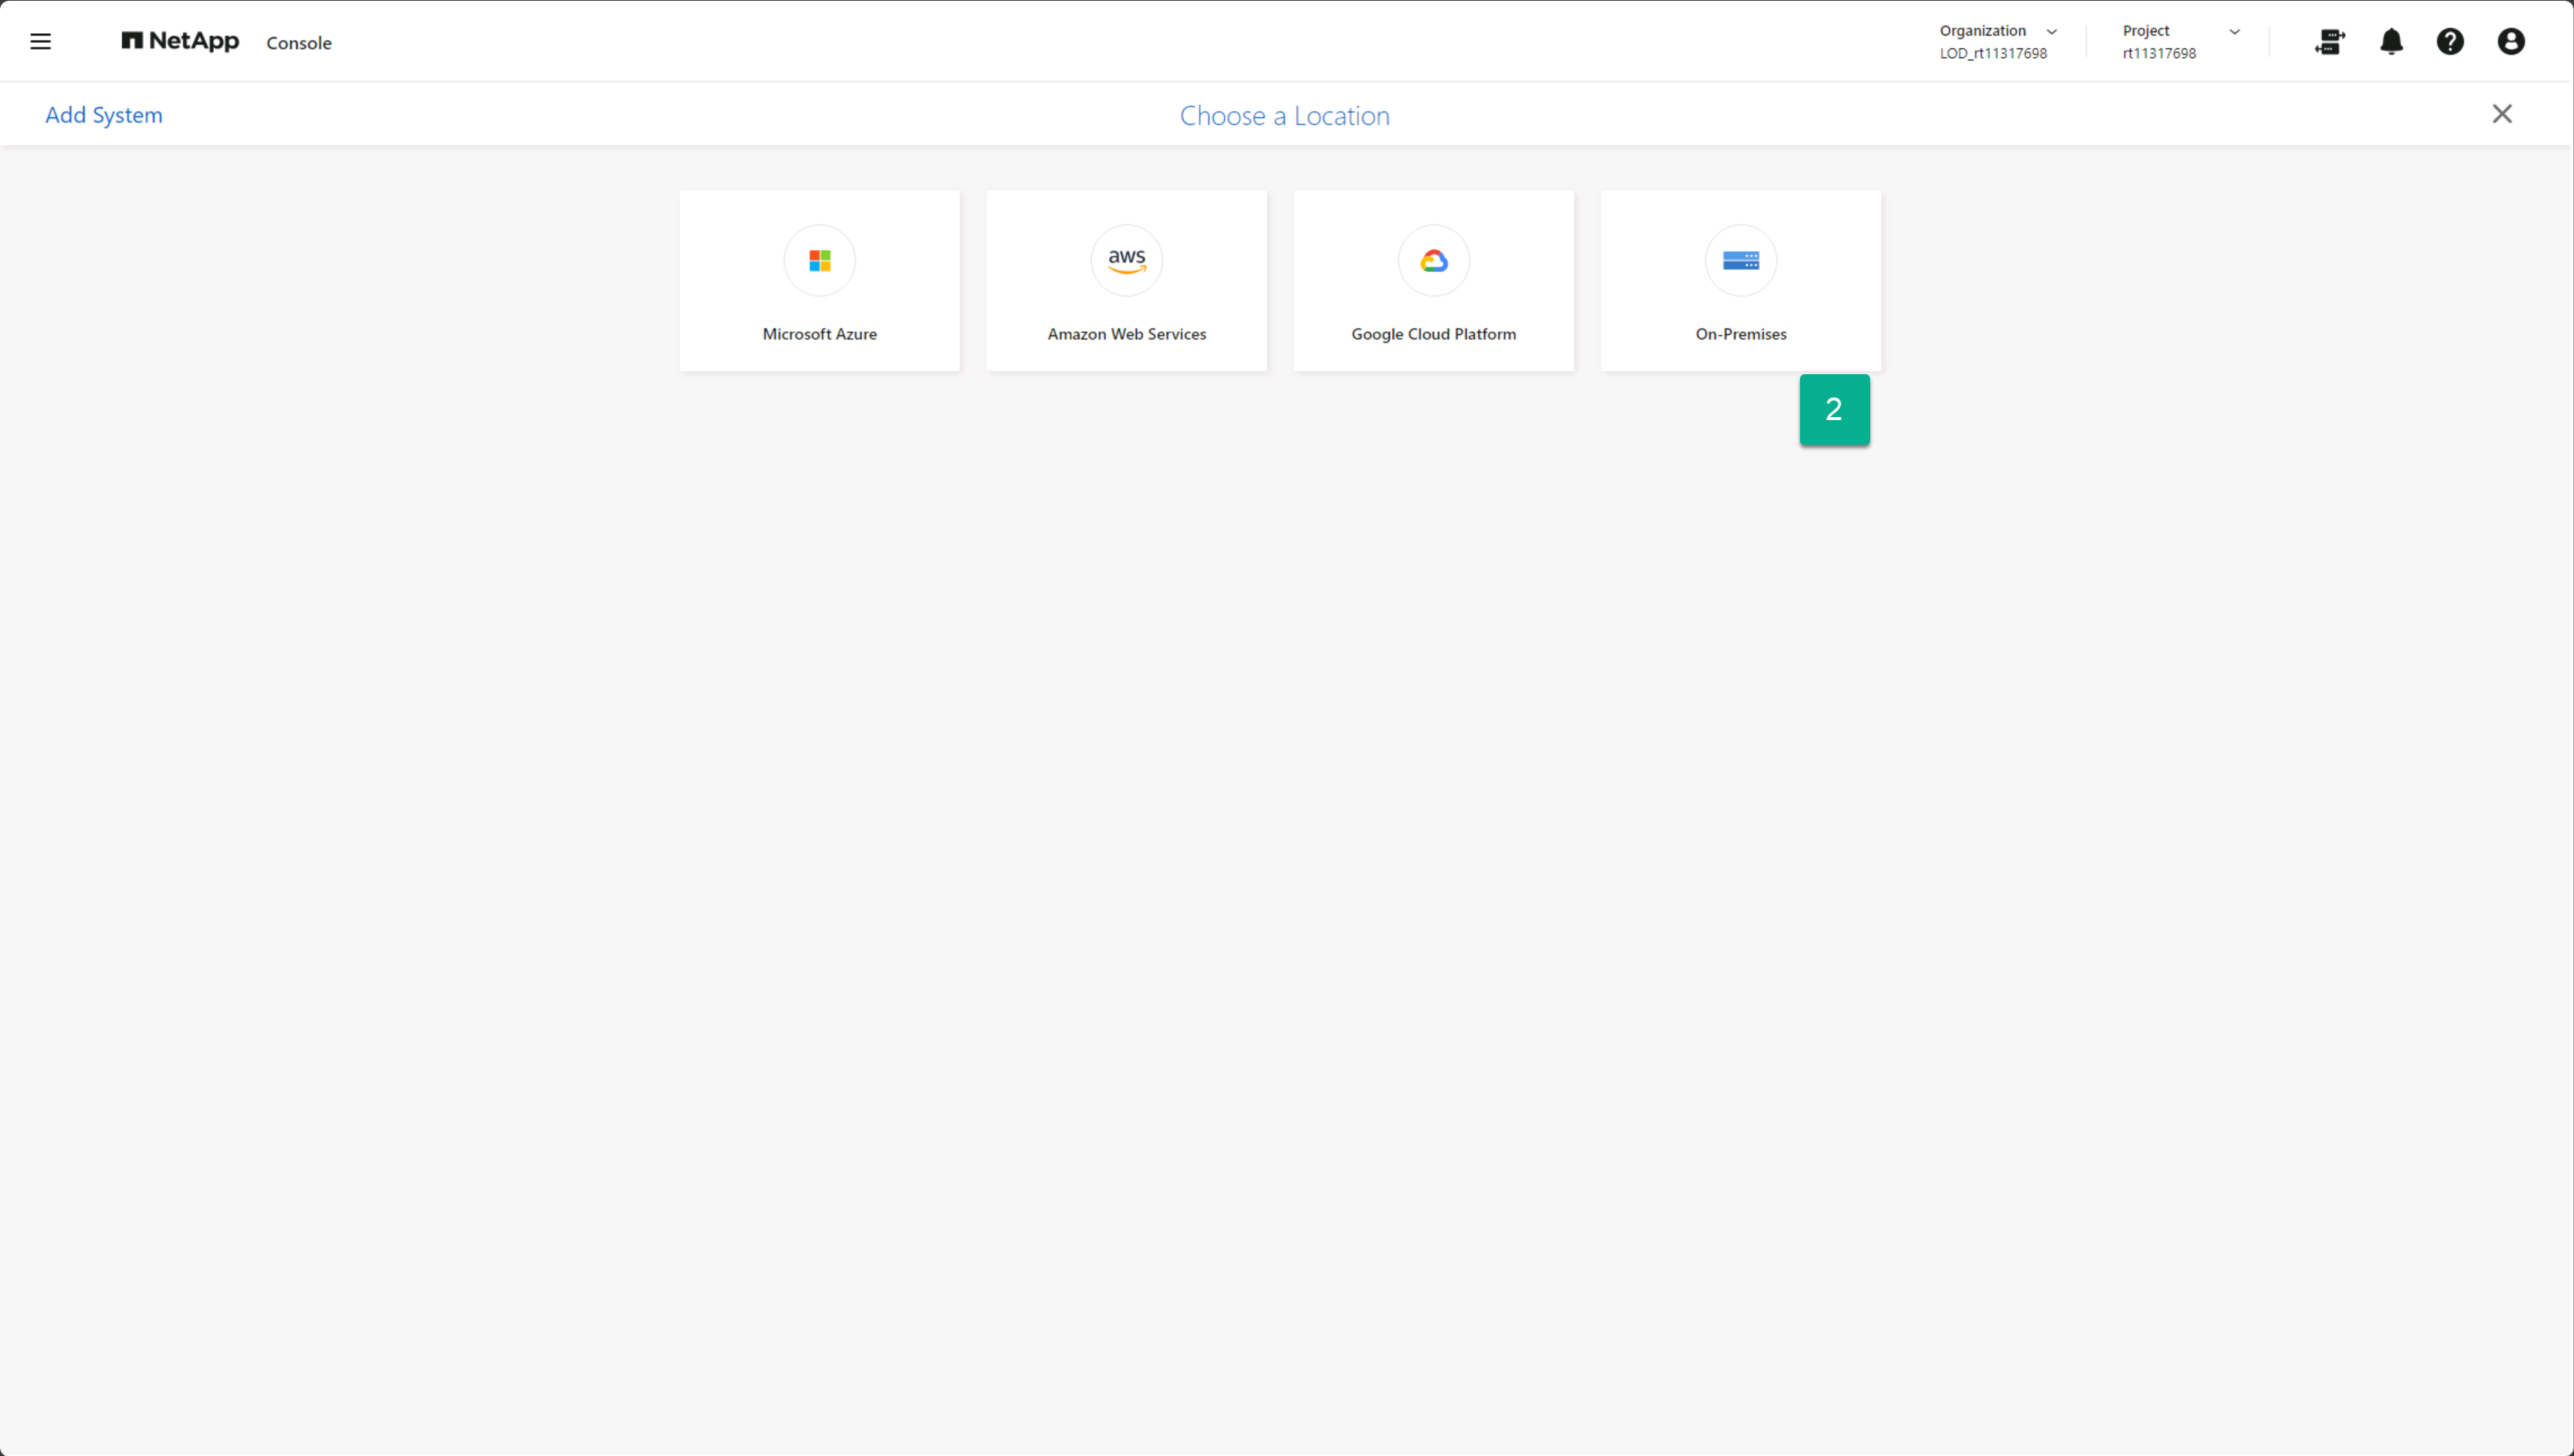 NetApp Console
Organization
LOD_rt11317698
Project
rt11317698
?
Add System
Choose a Location
aws
Microsoft Azure
Amazon Web Services
Google Cloud Platform
On-Premises
2